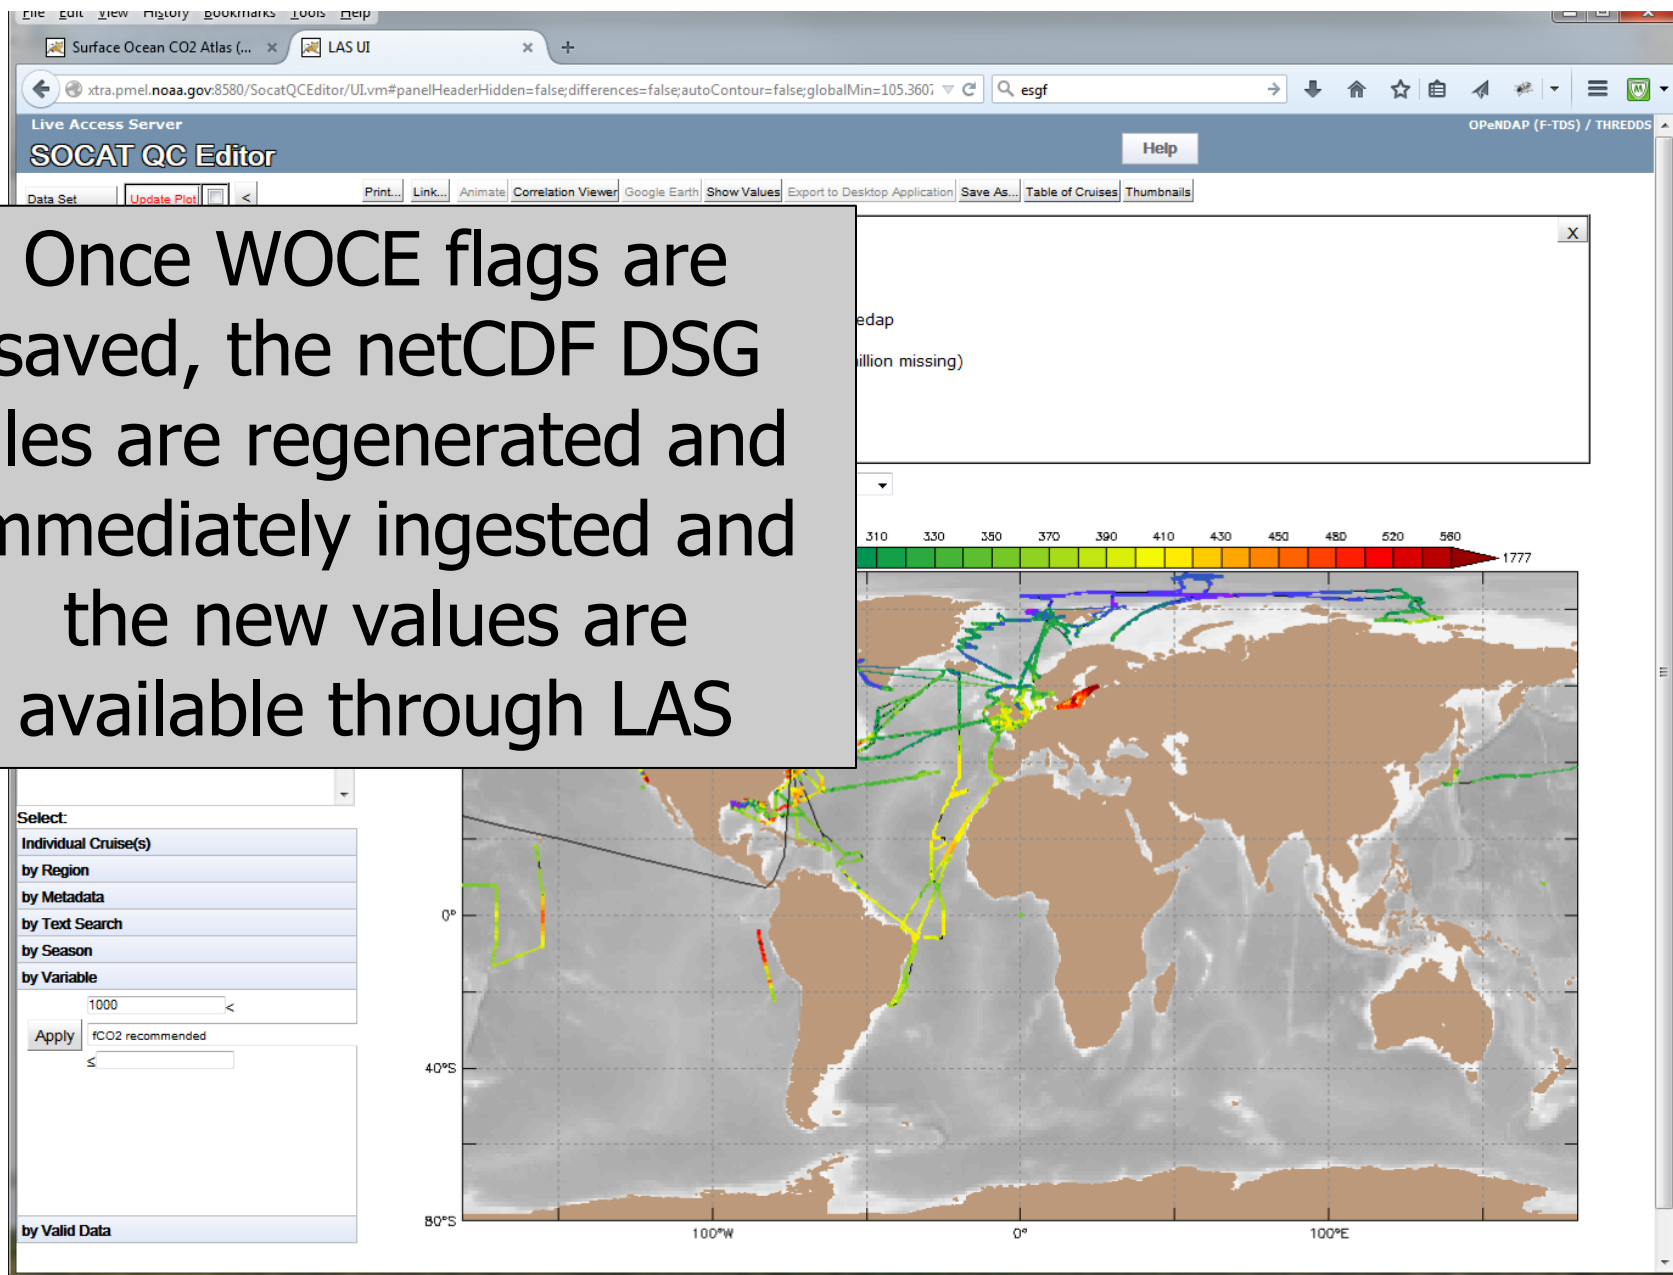 File Edit View History Bookmarks Tools Help
Surface Ocean CO2 Atlas (... × LAS UI × +
xtra.pmel.noaa.gov:8580/SocatQCEditor/UI.vm#panelHeaderHidden=false;differences=false;autoContour=false;globalMin=105.3607 esgf
Live Access Server OPeNDAP (F-TDS) / THREDDS
SOCAT QC Editor Help
Data Set Update Plot < Print... Link... Animate Correlation Viewer Google Earth Show Values Export to Desktop Application Save As... Table of Cruises Thumbnails
X
Once WOCE flags are
saved, the netCDF DSG
les are regenerated and
mmediately ingested and
the new values are
available through LAS
edap
illion missing)
310 330 350 370 390 410 430 450 480 520 560
1777
Select:
Individual Cruise(s)
by Region
by Metadata
by Text Search
by Season
by Variable
1000 <
Apply fCO2 recommended
≤
by Valid Data
0°
40°S
80°S
100°W 0° 100°E